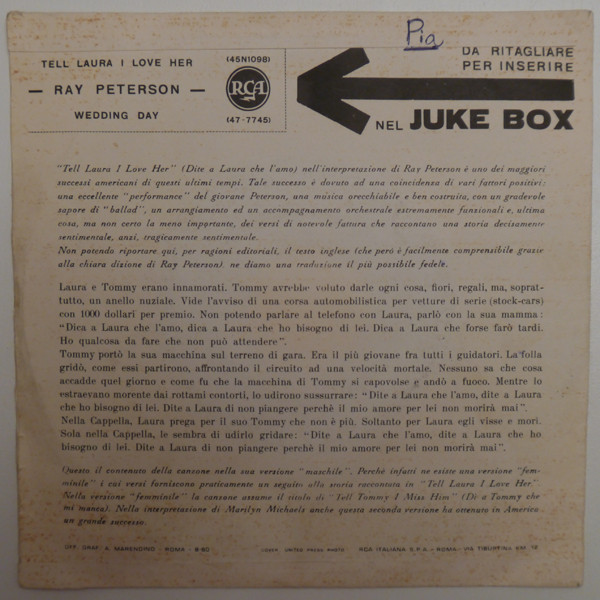 Pia
TELL LAURA I LOVE HER
— RAY PETERSON —
WEDDING DAY
(45N1098)
RCA
(47-7745)
DA RITAGLIARE
PER INSERIRE
NEL JUKE BOX
"Tell Laura I Love Her" (Dite a Laura che l'amo) nell'interpretazione di Ray Peterson è uno dei maggiori
successi americani di questi ultimi tempi. Tale successo è dovuto ad una coincidenza di vari fattori positivi:
una eccellente "performance" del giovane Peterson, una musica orecchiabile e ben costruita, con un gradevole
sapore di "ballad", un arrangiamento ed un accompagnamento orchestrale estremamente funzionali e, ultima
cosa, ma non certo la meno importante, dei versi di notevole fattura che raccontano una storia decisamente
sentimentale, anzi, tragicamente sentimentale.
Non potendo riportare qui, per ragioni editoriali, il testo inglese (che però è facilmente comprensibile grazie
alla chiara dizione di Ray Peterson), ne diamo una traduzione il più possibile fedele.
Laura e Tommy erano innamorati. Tommy avrebbe voluto darle ogni cosa, fiori, regali, ma, soprat-
tutto, un anello nuziale. Vide l'avviso di una corsa automobilistica per vetture di serie (stock-cars)
con 1000 dollari per premio. Non potendo parlare al telefono con Laura, parlò con la sua mamma:
"Dica a Laura che l'amo, dica a Laura che ho bisogno di lei. Dica a Laura che forse farò tardi.
Ho qualcosa da fare che non può attendere".
Tommy portò la sua macchina sul terreno di gara. Era il più giovane fra tutti i guidatori. La folla
gridò, come essi partirono, affrontando il circuito ad una velocità mortale. Nessuno sa che cosa
accadde quel giorno e come fu che la macchina di Tommy si capovolse e andò a fuoco. Mentre lo
estraevano morente dai rottami contorti, lo udirono sussurrare: "Dite a Laura che l'amo, dite a Laura
che ho bisogno di lei. Dite a Laura di non piangere perchè il mio amore per lei non morirà mai".
Nella Cappella, Laura prega per il suo Tommy che non è più. Soltanto per Laura egli visse e morì.
Sola nella Cappella, le sembra di udirlo gridare: "Dite a Laura che l'amo, dite a Laura che ho
bisogno di lei. Dite a Laura di non piangere perchè il mio amore per lei non morirà mai".
Questo il contenuto della canzone nella sua versione "maschile". Perchè infatti ne esiste una versione "fem-
minile" i cui versi forniscono praticamente un seguito alla storia raccontata in "Tell Laura I Love Her."
Nella versione "femminile" la canzone assume il titolo di "Tell Tommy I Miss Him" (Di a Tommy che
mi manca). Nella interpretazione di Marilyn Michaels anche questa seconda versione ha ottenuto in America
un grande successo.
OFF. GRAF. A. MARENDINO - ROMA - 9-60
COVER: UNITED PRESS PHOTO
RCA ITALIANA S.P.A. - ROMA - VIA TIBURTINA KM 12